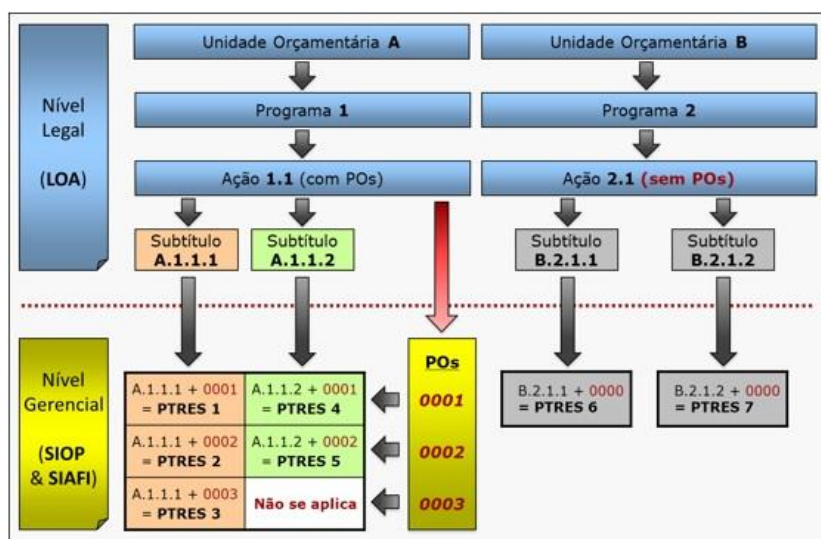 Nível
Legal
(LOA)
Unidade Orçamentária A
Unidade Orçamentária B
Programa 1
Programa 2
Ação 1.1 (com POs)
Ação 2.1 (sem POs)
Subtítulo
A.1.1.1
Subtítulo
A.1.1.2
Subtítulo
B.2.1.1
Subtítulo
B.2.1.2
Nível
Gerencial
(SIOP
& SIAFI)
A.1.1.1 + 0001
= PTRES 1
A.1.1.2 + 0001
= PTRES 4
A.1.1.1 + 0002
= PTRES 2
A.1.1.2 + 0002
= PTRES 5
A.1.1.1 + 0003
= PTRES 3
Não se aplica
POs
0001
0002
0003
B.2.1.1 + 0000
= PTRES 6
B.2.1.2 + 0000
= PTRES 7